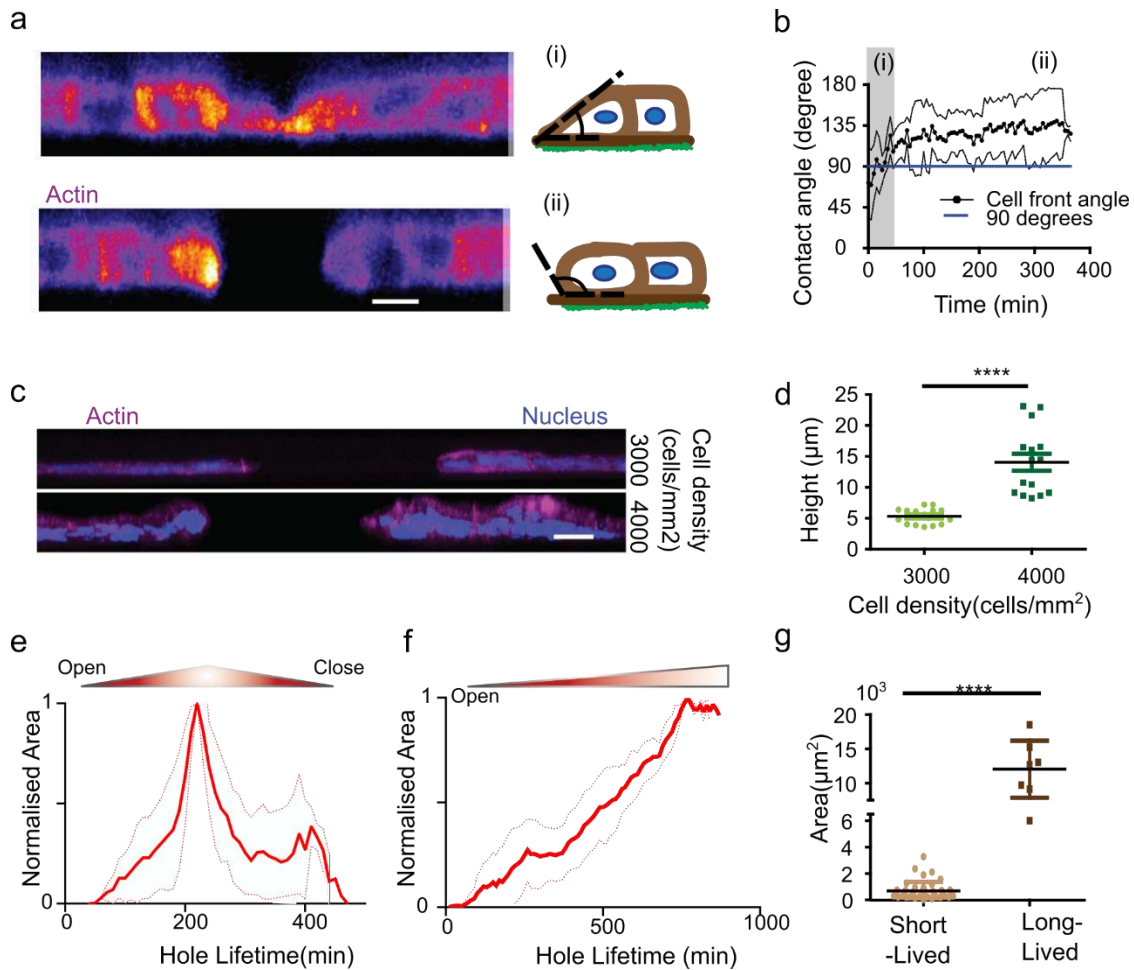 a
(i)
Actin
(ii)
b
Contact angle (degree)
180
135
90
45
0
(i)
(ii)
Cell front angle
90 degrees
0
100
200
300
400
Time (min)
c
Actin
Nucleus
3000
4000
Cell density
(cells/mm2)
d
****
Height (µm)
25
20
15
10
5
0
3000
4000
Cell density(cells/mm²)
e
Open
Close
Normalised Area
1
0
0
200
400
Hole Lifetime(min)
f
Open
Normalised Area
1
0
0
500
1000
Hole Lifetime (min)
g
10³
****
Area(µm²)
20
15
10
6
4
2
0
Short
-Lived
Long-
Lived